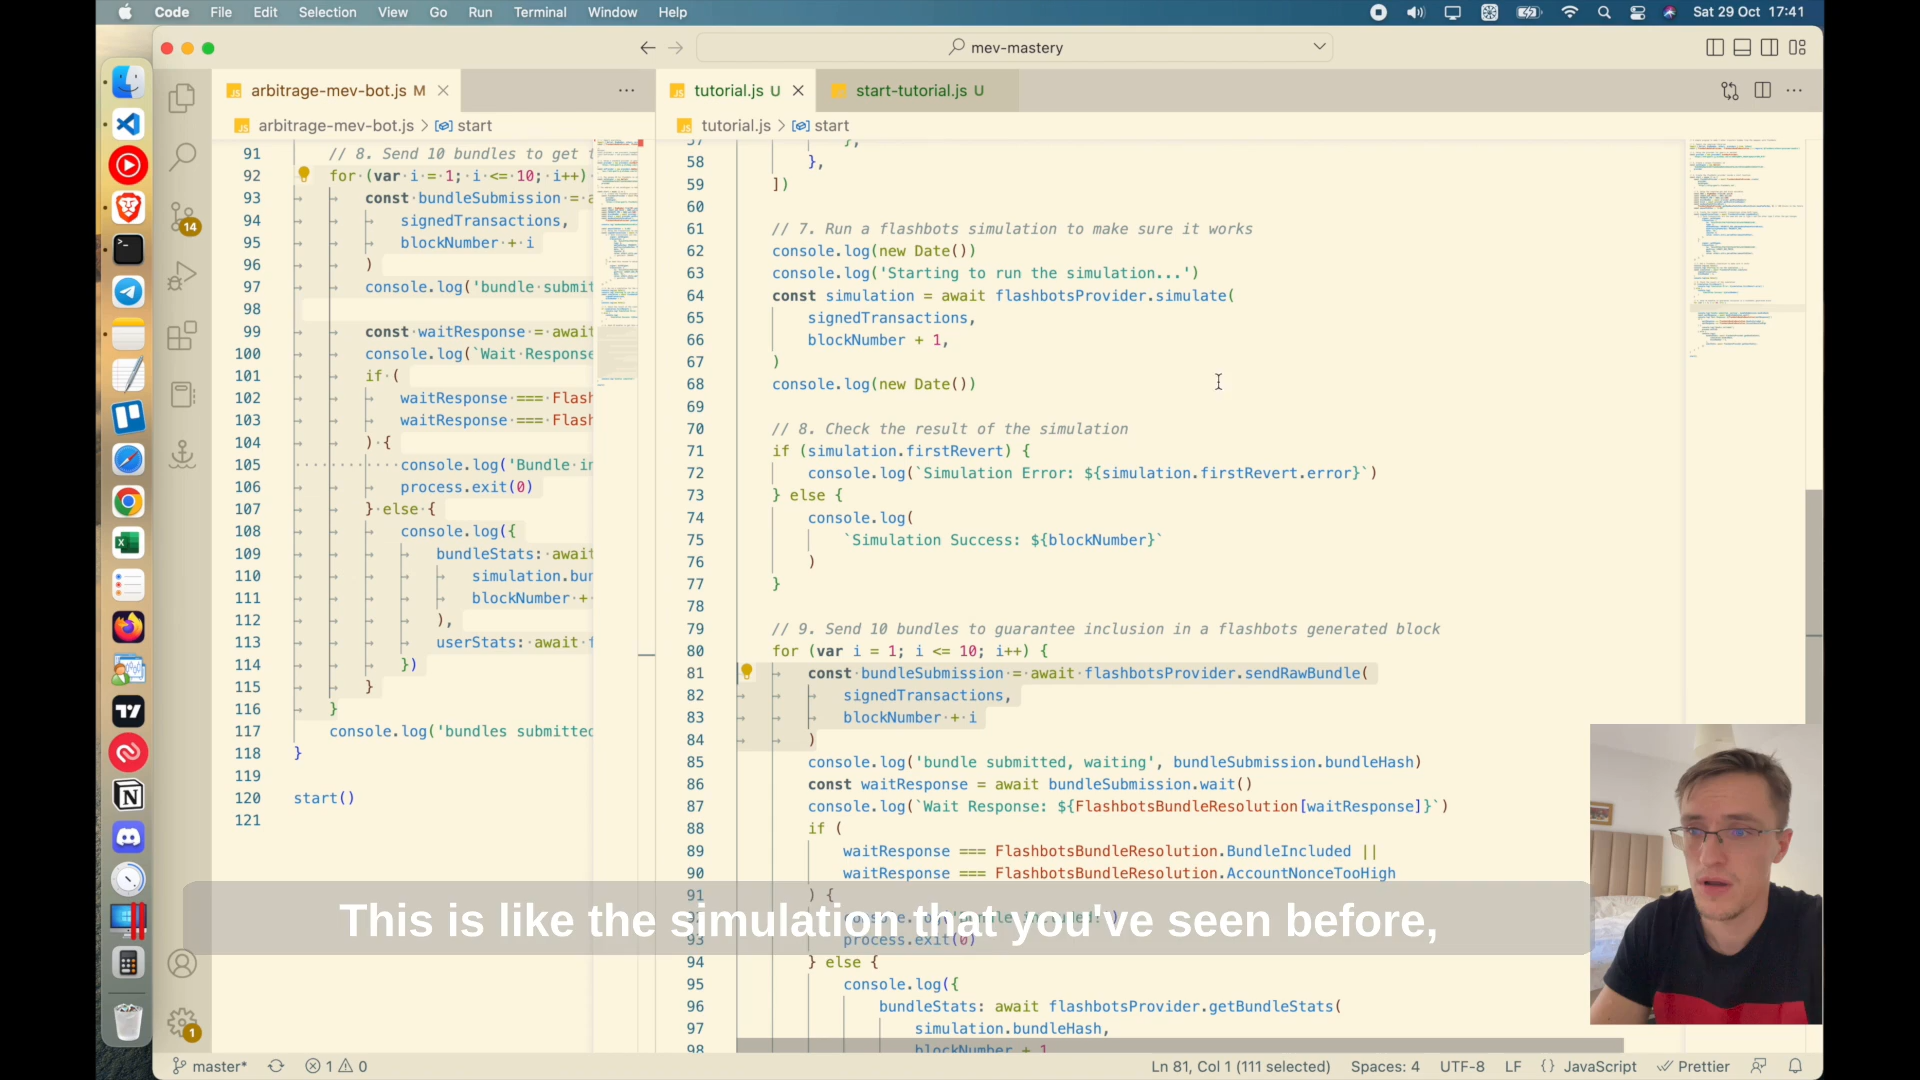 Code File Edit Selection View Go Run Terminal Window Help Sat 29 Oct 17:41
mev-mastery
arbitrage-mev-bot.js M
tutorial.js U start-tutorial.js U
arbitrage-mev-bot.js > start
tutorial.js > start
91 // 8. Send 10 bundles to get
92 for (var i = 1; i <= 10; i++)
93 const bundleSubmission =
94 signedTransactions,
95 blockNumber + i
96 )
97 console.log('bundle submit
98
99 const waitResponse = await
100 console.log(`Wait Response
101 if (
102 waitResponse === Flash
103 waitResponse === Flash
104 ) {
105 console.log('Bundle in
106 process.exit(0)
107 } else {
108 console.log({
109 bundleStats: await
110 simulation.bun
111 blockNumber +
112 ),
113 userStats: await f
114 })
115 }
116 }
117 console.log('bundles submitted
118 }
119
120 start()
121
57 },
58 },
59 ])
60
61 // 7. Run a flashbots simulation to make sure it works
62 console.log(new Date())
63 console.log('Starting to run the simulation...')
64 const simulation = await flashbotsProvider.simulate(
65 signedTransactions,
66 blockNumber + 1,
67 )
68 console.log(new Date())
69
70 // 8. Check the result of the simulation
71 if (simulation.firstRevert) {
72 console.log(`Simulation Error: ${simulation.firstRevert.error}`)
73 } else {
74 console.log(
75 `Simulation Success: ${blockNumber}`
76 )
77 }
78
79 // 9. Send 10 bundles to guarantee inclusion in a flashbots generated block
80 for (var i = 1; i <= 10; i++) {
81 const bundleSubmission = await flashbotsProvider.sendRawBundle(
82 signedTransactions,
83 blockNumber + i
84 )
85 console.log('bundle submitted, waiting', bundleSubmission.bundleHash)
86 const waitResponse = await bundleSubmission.wait()
87 console.log(`Wait Response: ${FlashbotsBundleResolution[waitResponse]}`)
88 if (
89 waitResponse === FlashbotsBundleResolution.BundleIncluded ||
90 waitResponse === FlashbotsBundleResolution.AccountNonceTooHigh
91 ) {
93 process.exit(0)
94 } else {
95 console.log({
96 bundleStats: await flashbotsProvider.getBundleStats(
97 simulation.bundleHash,
98 blockNumber + 1
This is like the simulation that you've seen before,
14
1
master* 1 0 Ln 81, Col 1 (111 selected) Spaces: 4 UTF-8 LF {} JavaScript Prettier